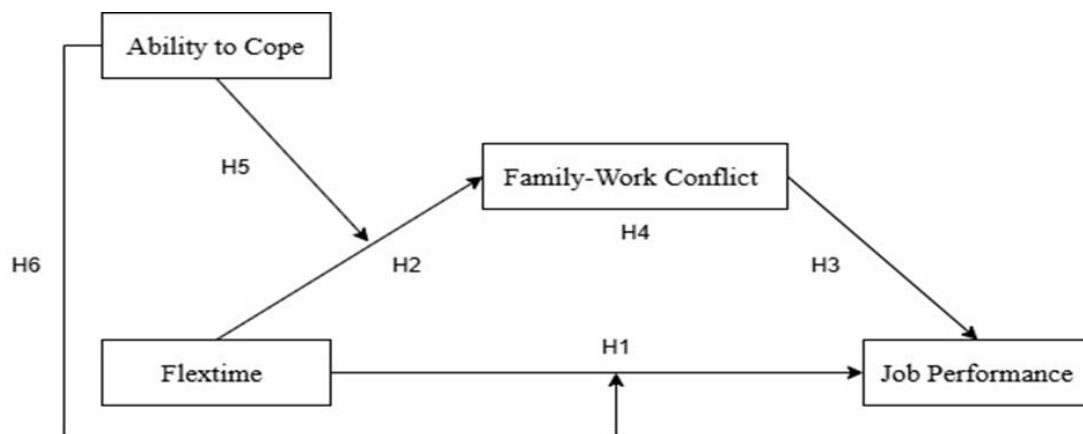 Ability to Cope
H5
Family-Work Conflict
H4
H6
H2
H3
H1
Flextime
Job Performance